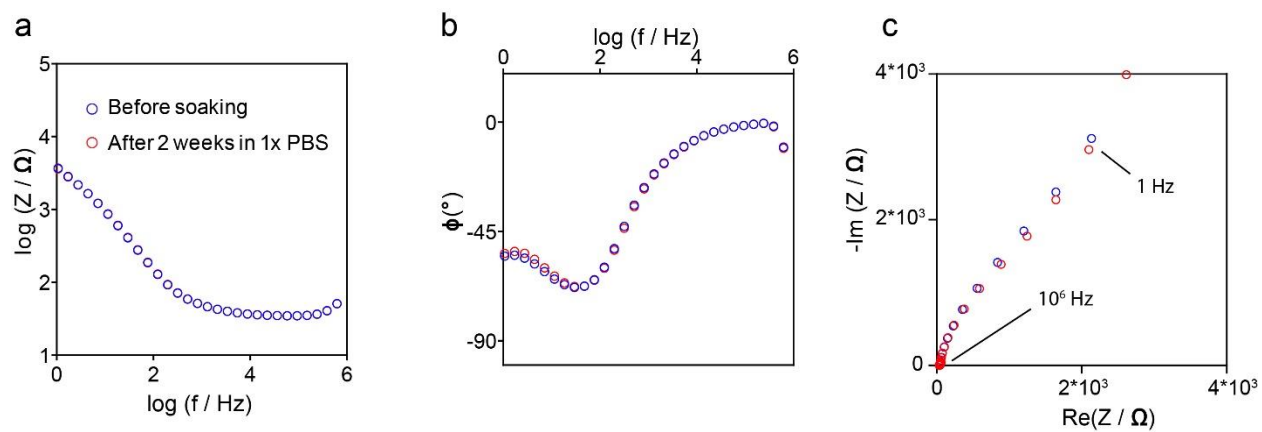 a
5
4
3
2
1
0
2
4
6
log (Z / Ω)
log (f / Hz)
Before soaking
After 2 weeks in 1x PBS
b
log (f / Hz)
0
2
4
6
0
-45
-90
ϕ(°)
c
4*10³
2*10³
0
-Im (Z / Ω)
1 Hz
10⁶ Hz
0
2*10³
4*10³
Re(Z / Ω)